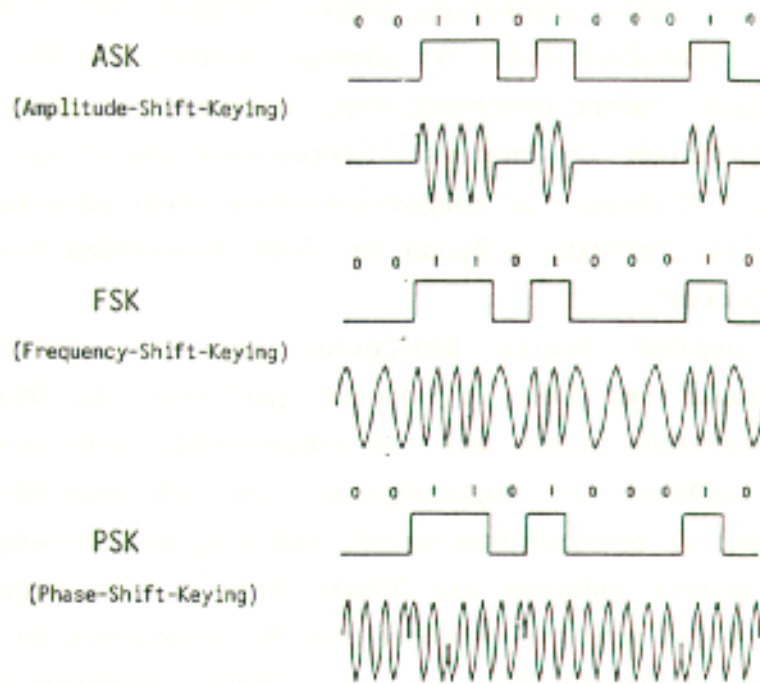 0 0 1 1 0 1 0 0 0 1 0
ASK
(Amplitude-Shift-Keying)
0 0 1 1 0 1 0 0 0 1 0
FSK
(Frequency-Shift-Keying)
0 0 1 1 0 1 0 0 0 1 0
PSK
(Phase-Shift-Keying)